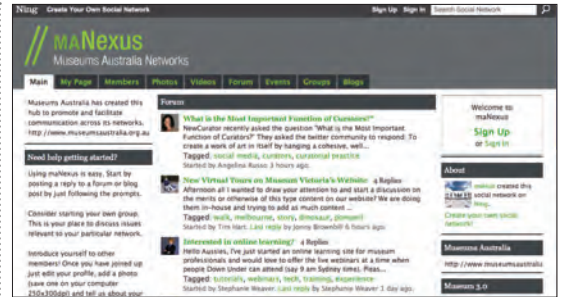 Ning Create Your Own Social Network
Sign Up Sign In Search Social Network
// MANexus
Museums Australia Networks
Main My Page Members Photos Videos Forum Events Groups Blogs
Museums Australia has created this
hub to promote and facilitate
communication across its networks.
http://www.museumsaustralia.org.au
Need help getting started?
Using maNexus is easy, Start by
posting a reply to a forum or blog
post by just following the prompts.
Consider starting your own group.
This is your place to discuss issues
relevant to your particular network.
Introduce yourself to other
members! Once you have joined up
just edit your profile, add a photo
(save one on your computer
250x300dpi) and tell us about your
Forum
What is the Most Important Function of Curators?"
NewCurator recently asked the question "What is the Most Important
Function of Curators?" They asked the twitter community to respond: To
create a work of art in itself by hanging a cohesive, well...
Tagged: social media, curators, curatorial practice
Started by Angelina Russo 3 hours ago.
New Virtual Tours on Museum Victoria's Website 4 Replies
Afternoon all I wanted to draw your attention to and start a discussion on
the merits or otherwise of this type content on our website? We are doing
them in-house and trying to add as much content ...
Tagged: walk, melbourne, story, dinosaur, pompeii
Started by Tim Hart. Last reply by Jonny Brownbill 6 hours ago.
Interested in online learning? 4 Replies
Hello Aussies, I've just started an online learning site for museum
professionals and would love to offer the live webinars at a time when
people Down Under can attend (say 9 am Sydney time). Pleas...
Tagged: tutorials, webinars, tech, training, experience
Started by Stephanie Weaver. Last reply by Stephanie Weaver 1 day ago.
Welcome to
maNexus
Sign Up
or Sign In
About
created this
social network on
Ning.
Create your own social
network!
Museums Australia
http://www.museumsaustralia
Museum 3.0